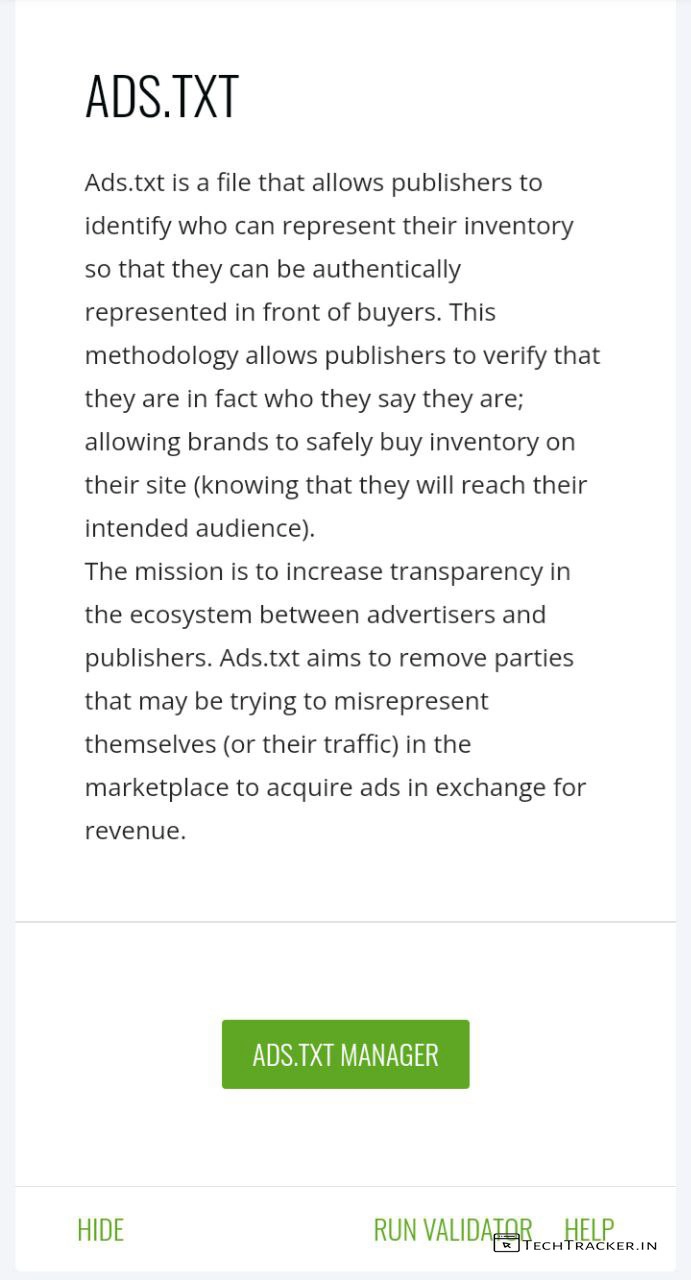 ADS.TXT
Ads.txt is a file that allows publishers to
identify who can represent their inventory
so that they can be authentically
represented in front of buyers. This
methodology allows publishers to verify that
they are in fact who they say they are;
allowing brands to safely buy inventory on
their site (knowing that they will reach their
intended audience).
The mission is to increase transparency in
the ecosystem between advertisers and
publishers. Ads.txt aims to remove parties
that may be trying to misrepresent
themselves (or their traffic) in the
marketplace to acquire ads in exchange for
revenue.
ADS.TXT MANAGER
HIDE RUN VALIDATOR HELP
TECHTRACKER.IN